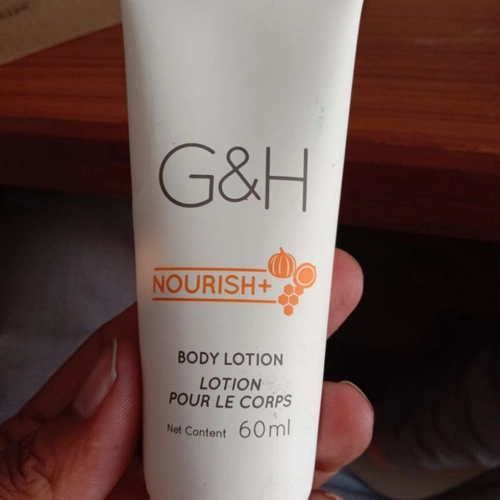 G&H
NOURISH+
BODY LOTION
LOTION
POUR LE CORPS
Net Content 60ml